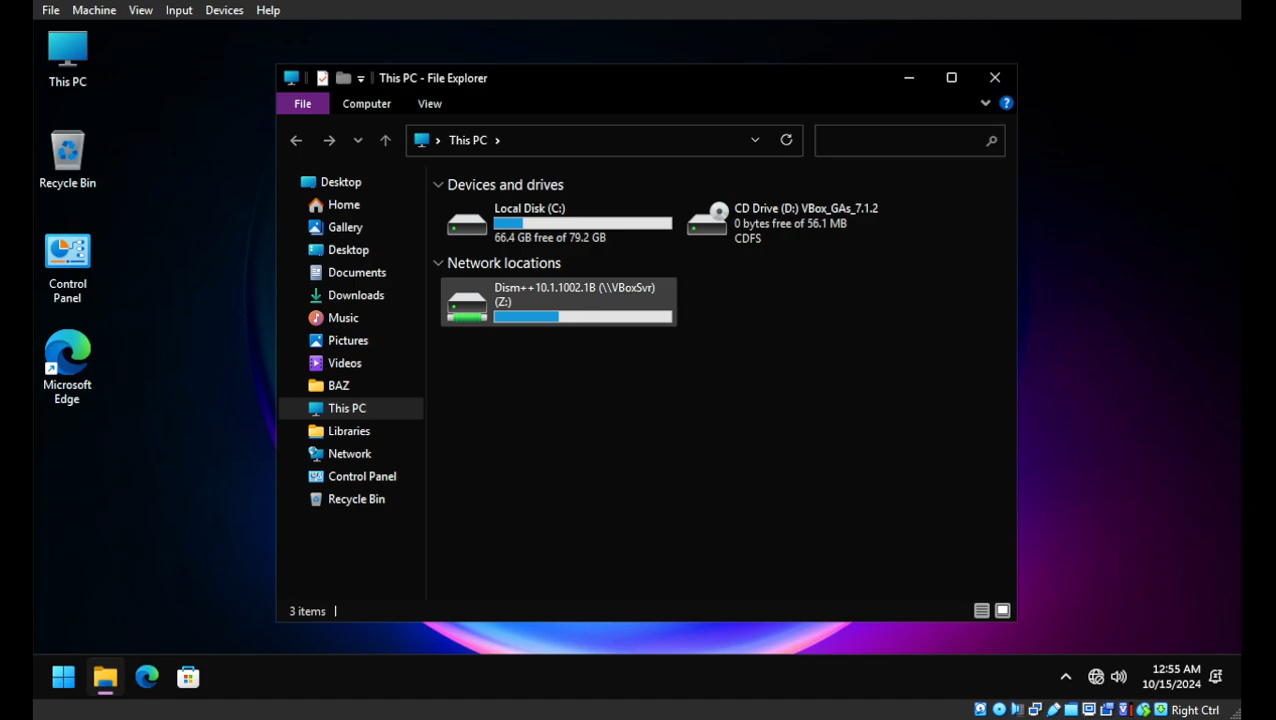 File Machine View Input Devices Help
This PC
Recycle Bin
Control
Panel
Microsoft
Edge
This PC - File Explorer
File Computer View
This PC
Desktop
Home
Gallery
Desktop
Documents
Downloads
Music
Pictures
Videos
BAZ
This PC
Libraries
Network
Control Panel
Recycle Bin
Devices and drives
Local Disk (C:)
66.4 GB free of 79.2 GB
CD Drive (D:) VBox_GAs_7.1.2
0 bytes free of 56.1 MB
CDFS
Network locations
Dism++10.1.1002.1B (\\VBoxSvr)
(Z:)
3 items
12:55 AM
10/15/2024
Right Ctrl